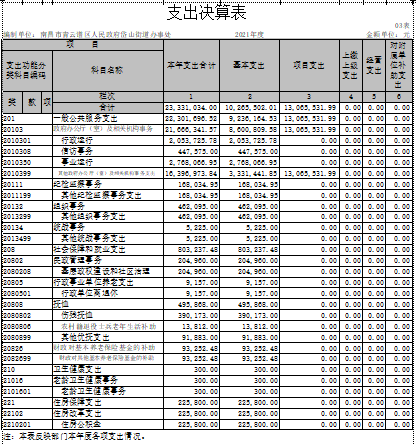 支出决算表
03表
编制单位：南昌市青云谱区人民政府岱山街道办事处 2021年度 金额单位：元
项 目 本年支出合计 基本支出 项目支出 上缴上级支出 经营支出 对附属单位补助支出
支出功能分类科目编码 科目名称
类 款 项 栏次 1 2 3 4 5 6
合计 23,331,034.00 10,265,502.01 13,065,531.99 0.00 0.00 0.00
201 一般公共服务支出 22,301,696.52 9,236,164.53 13,065,531.99 0.00 0.00 0.00
20103 政府办公厅（室）及相关机构事务 21,666,341.57 8,600,809.58 13,065,531.99 0.00 0.00 0.00
2010301 行政运行 2,053,725.78 2,053,725.78 0.00 0.00 0.00 0.00
2010308 信访事务 447,575.00 447,575.00 0.00 0.00 0.00 0.00
2010350 事业运行 2,768,066.95 2,768,066.95 0.00 0.00 0.00 0.00
2010399 其他政府办公厅（室）及相关机构事务支出 16,396,973.84 3,331,441.85 13,065,531.99 0.00 0.00 0.00
20111 纪检监察事务 168,034.95 168,034.95 0.00 0.00 0.00 0.00
2011199 其他纪检监察事务支出 168,034.95 168,034.95 0.00 0.00 0.00 0.00
20132 组织事务 462,095.00 462,095.00 0.00 0.00 0.00 0.00
2013299 其他组织事务支出 462,095.00 462,095.00 0.00 0.00 0.00 0.00
20134 统战事务 5,225.00 5,225.00 0.00 0.00 0.00 0.00
2013499 其他统战事务支出 5,225.00 5,225.00 0.00 0.00 0.00 0.00
208 社会保障和就业支出 803,237.48 803,237.48 0.00 0.00 0.00 0.00
20802 民政管理事务 204,960.00 204,960.00 0.00 0.00 0.00 0.00
2080208 基层政权建设和社区治理 204,960.00 204,960.00 0.00 0.00 0.00 0.00
20805 行政事业单位养老支出 9,157.00 9,157.00 0.00 0.00 0.00 0.00
2080501 行政单位离退休 9,157.00 9,157.00 0.00 0.00 0.00 0.00
20808 抚恤 495,868.00 495,868.00 0.00 0.00 0.00 0.00
2080802 伤残抚恤 390,173.00 390,173.00 0.00 0.00 0.00 0.00
2080806 农村籍退役士兵老年生活补助 13,812.00 13,812.00 0.00 0.00 0.00 0.00
2080899 其他优抚支出 91,883.00 91,883.00 0.00 0.00 0.00 0.00
20826 财政对基本养老保险基金的补助 93,252.48 93,252.48 0.00 0.00 0.00 0.00
2082699 财政对其他基本养老保险基金的补助 93,252.48 93,252.48 0.00 0.00 0.00 0.00
210 卫生健康支出 300.00 300.00 0.00 0.00 0.00 0.00
21016 老龄卫生健康事务 300.00 300.00 0.00 0.00 0.00 0.00
2101601 老龄卫生健康事务 300.00 300.00 0.00 0.00 0.00 0.00
221 住房保障支出 225,800.00 225,800.00 0.00 0.00 0.00 0.00
22102 住房改革支出 225,800.00 225,800.00 0.00 0.00 0.00 0.00
2210201 住房公积金 225,800.00 225,800.00 0.00 0.00 0.00 0.00
注：本表反映部门本年度各项支出情况。